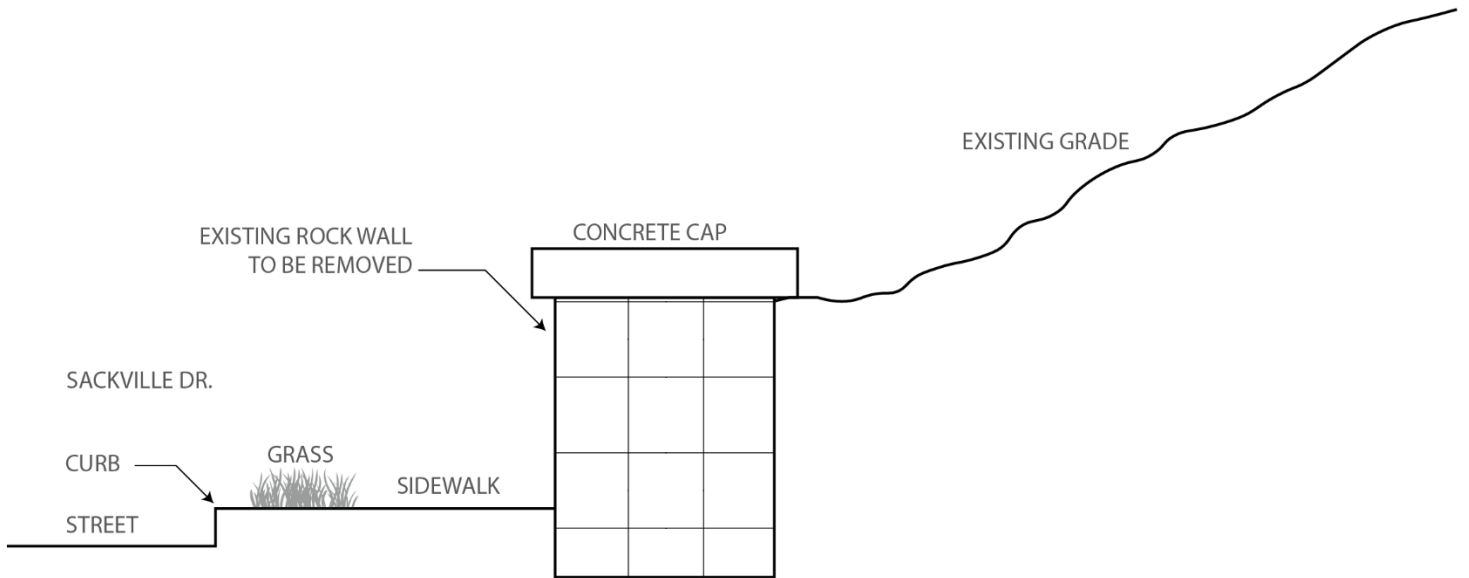 EXISTING GRADE
EXISTING ROCK WALL
TO BE REMOVED
CONCRETE CAP
SACKVILLE DR.
GRASS
CURB
SIDEWALK
STREET